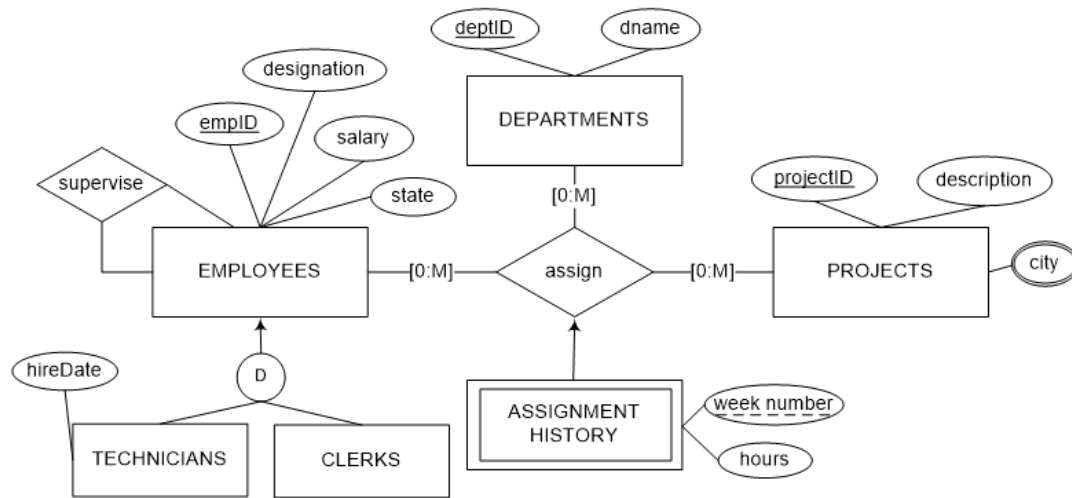 deptID
dname
designation
DEPARTMENTS
empID
salary
projectID
description
supervise
state
[0:M]
EMPLOYEES
[0:M]
assign
[0:M]
PROJECTS
city
hireDate
D
ASSIGNMENT
HISTORY
week number
TECHNICIANS
CLERKS
hours